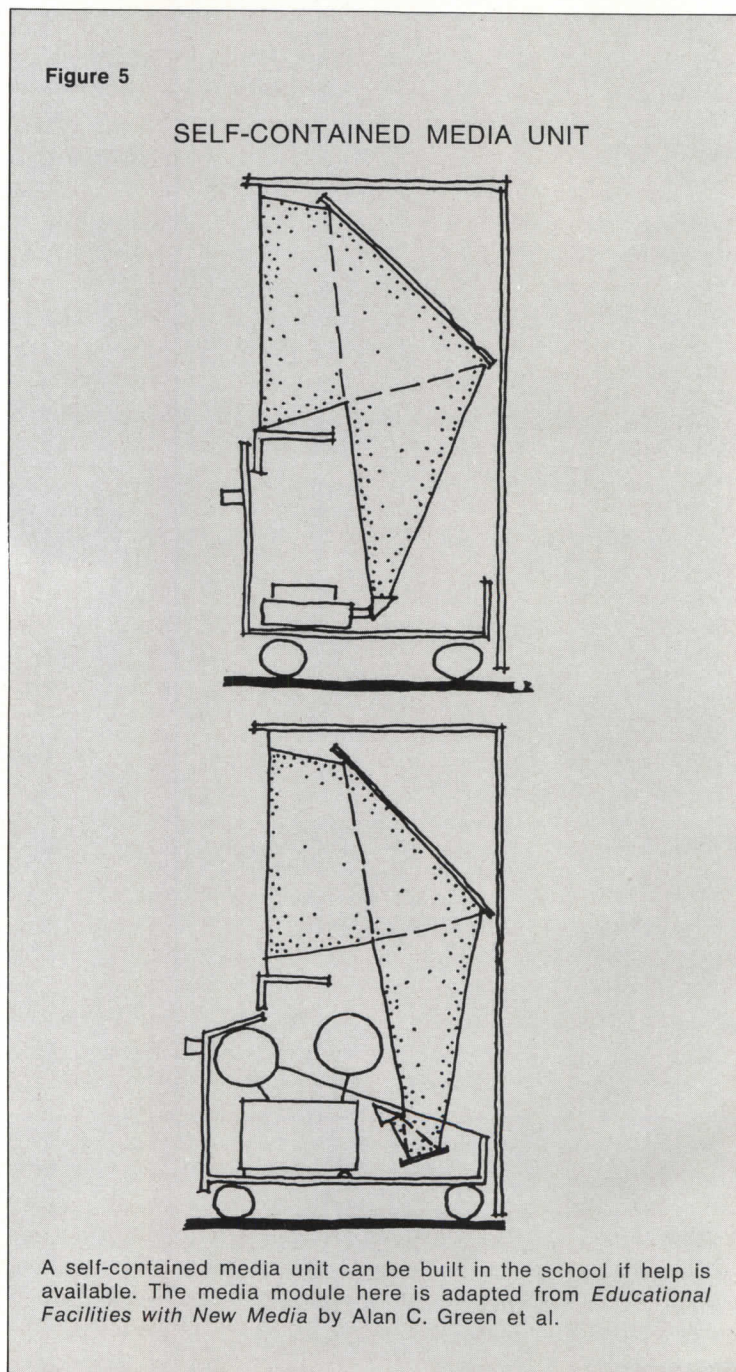 Figure 5
SELF-CONTAINED MEDIA UNIT
A self-contained media unit can be built in the school if help is
available. The media module here is adapted from Educational
Facilities with New Media by Alan C. Green et al.